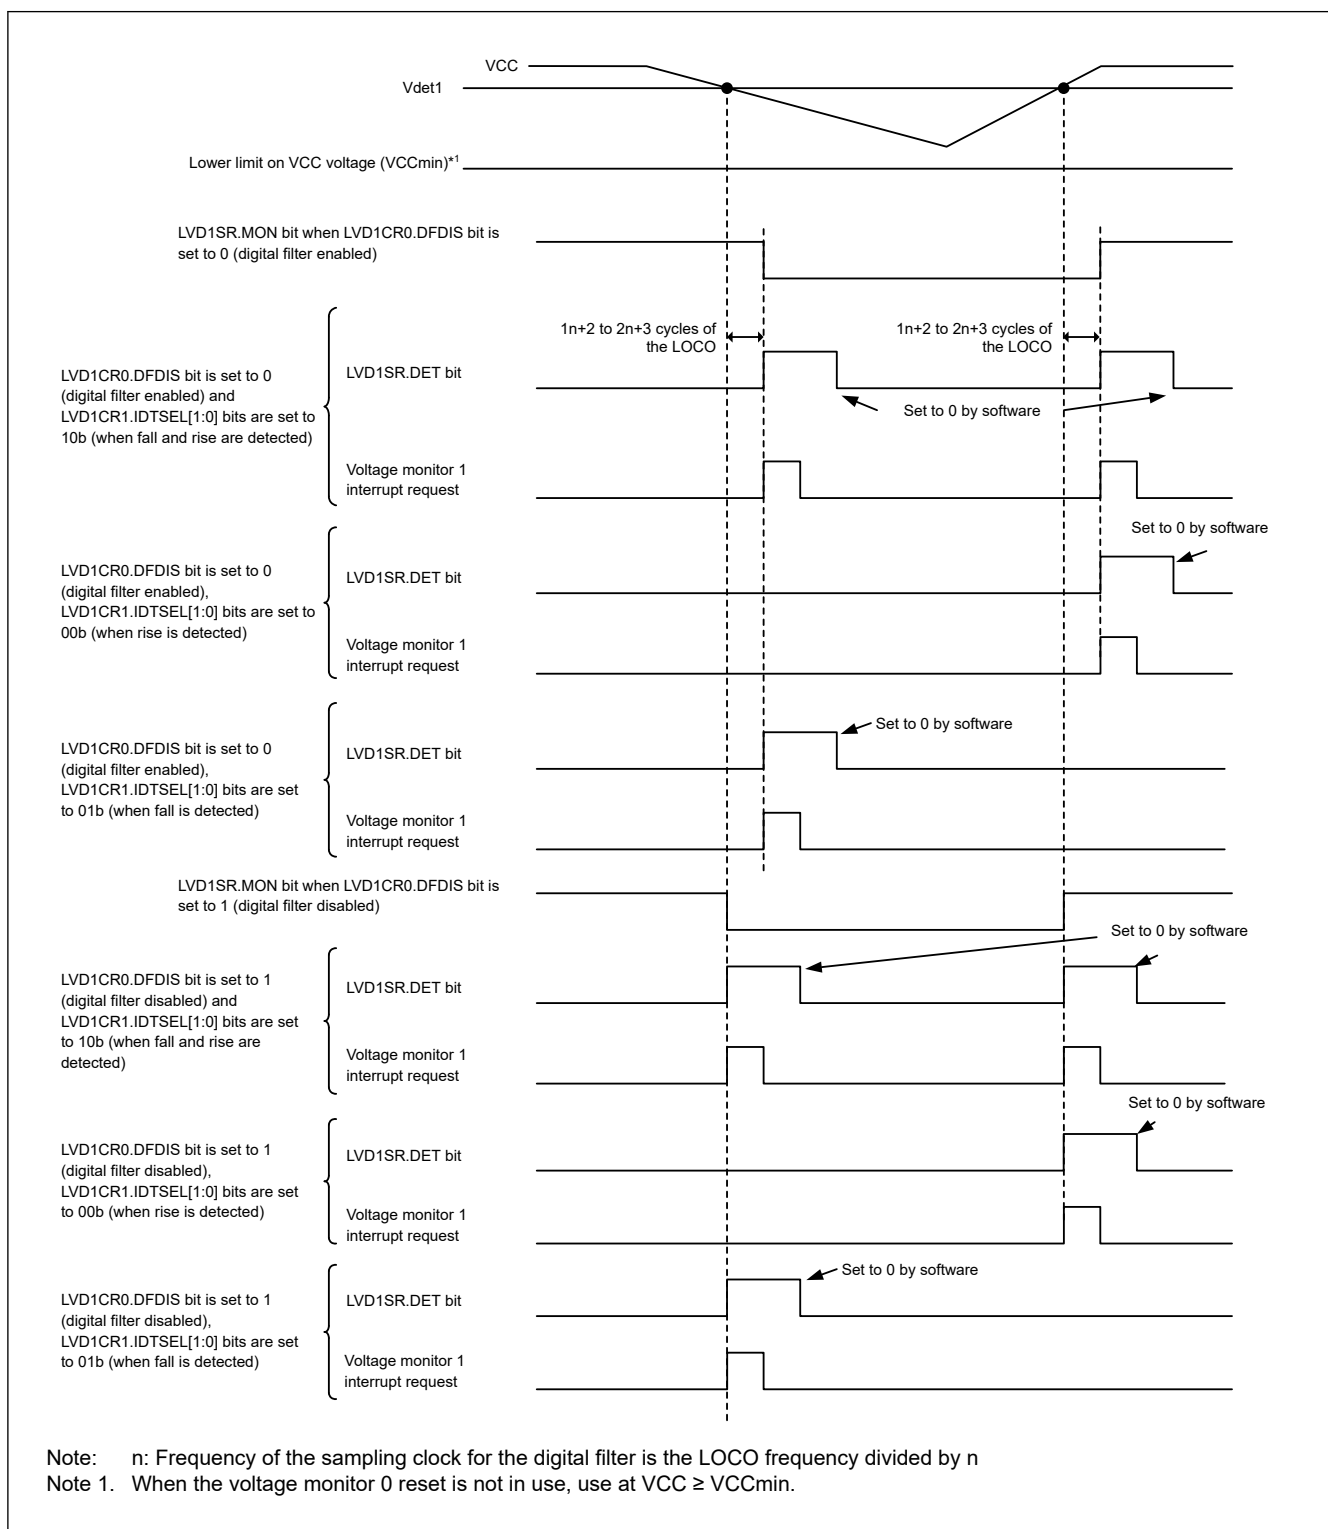 VCC
Vdet1
Lower limit on VCC voltage (VCCmin)*1
LVD1SR.MON bit when LVD1CR0.DFDIS bit is
set to 0 (digital filter enabled)
1n+2 to 2n+3 cycles of
the LOCO
1n+2 to 2n+3 cycles of
the LOCO
LVD1CR0.DFDIS bit is set to 0
(digital filter enabled) and
LVD1CR1.IDTSEL[1:0] bits are set to
10b (when fall and rise are detected)
LVD1SR.DET bit
Set to 0 by software
Voltage monitor 1
interrupt request
Set to 0 by software
LVD1CR0.DFDIS bit is set to 0
(digital filter enabled),
LVD1CR1.IDTSEL[1:0] bits are set to
00b (when rise is detected)
LVD1SR.DET bit
Voltage monitor 1
interrupt request
Set to 0 by software
LVD1CR0.DFDIS bit is set to 0
(digital filter enabled),
LVD1CR1.IDTSEL[1:0] bits are set
to 01b (when fall is detected)
LVD1SR.DET bit
Voltage monitor 1
interrupt request
LVD1SR.MON bit when LVD1CR0.DFDIS bit is
set to 1 (digital filter disabled)
Set to 0 by software
LVD1CR0.DFDIS bit is set to 1
(digital filter disabled) and
LVD1CR1.IDTSEL[1:0] bits are set
to 10b (when fall and rise are
detected)
LVD1SR.DET bit
Voltage monitor 1
interrupt request
Set to 0 by software
LVD1CR0.DFDIS bit is set to 1
(digital filter disabled),
LVD1CR1.IDTSEL[1:0] bits are set
to 00b (when rise is detected)
LVD1SR.DET bit
Voltage monitor 1
interrupt request
Set to 0 by software
LVD1CR0.DFDIS bit is set to 1
(digital filter disabled),
LVD1CR1.IDTSEL[1:0] bits are set
to 01b (when fall is detected)
LVD1SR.DET bit
Voltage monitor 1
interrupt request
Note: n: Frequency of the sampling clock for the digital filter is the LOCO frequency divided by n
Note 1. When the voltage monitor 0 reset is not in use, use at VCC ≥ VCCmin.